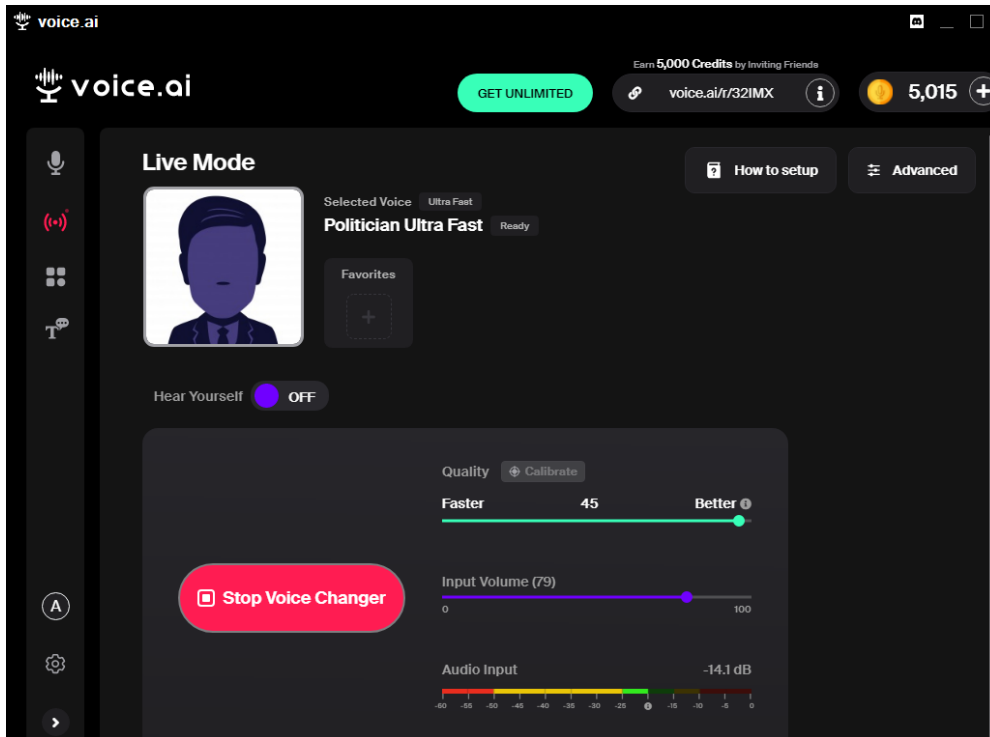 voice.ai
voice.ai
GET UNLIMITED
Earn 5,000 Credits by Inviting Friends
voice.ai/r/32IMX
5,015
Live Mode
How to setup
Advanced
Selected Voice Ultra Fast
Politician Ultra Fast Ready
Favorites
T
Hear Yourself OFF
Quality Calibrate
Faster 45 Better
Stop Voice Changer
Input Volume (79)
0 100
A
Audio Input -14.1 dB
-60 -55 -50 -45 -40 -35 -30 -25 -15 -10 -5 0